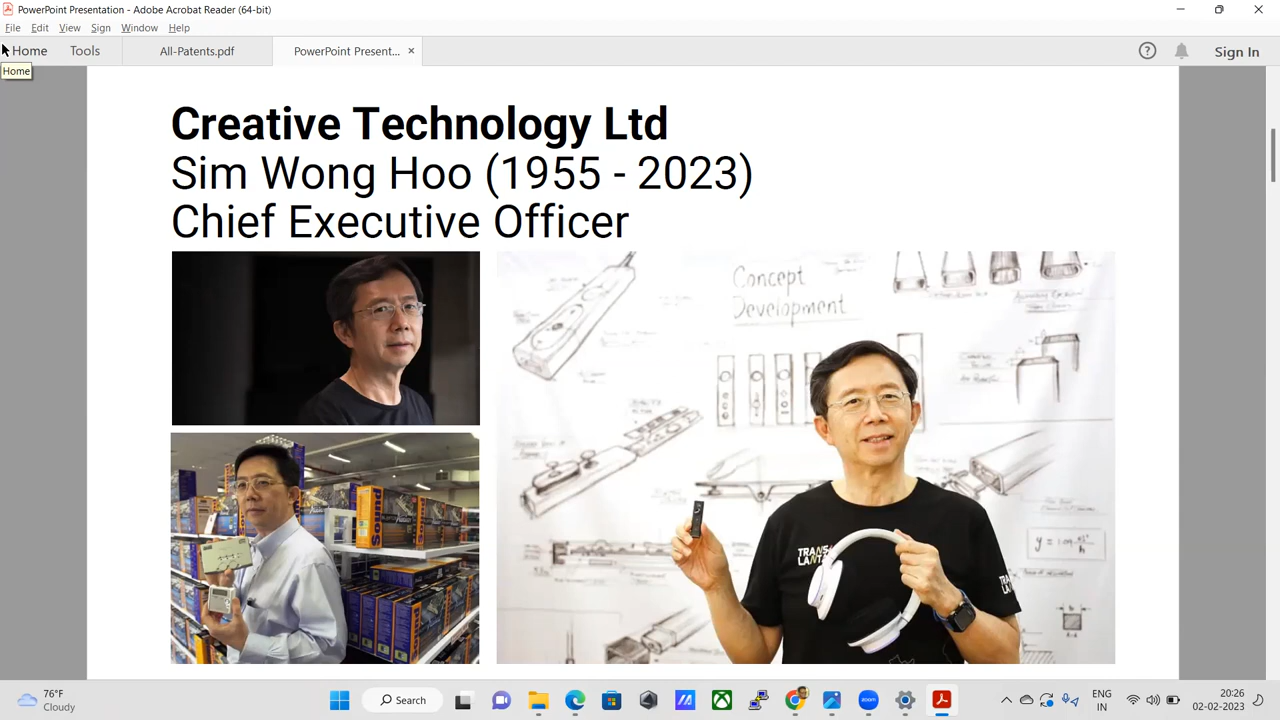 PowerPoint Presentation - Adobe Acrobat Reader (64-bit)
File Edit View Sign Window Help
Home Tools All-Patents.pdf PowerPoint Present... × Sign In
Home
Creative Technology Ltd
Sim Wong Hoo (1955 - 2023)
Chief Executive Officer
Concept
Development
TRANS
LANT
76°F
Cloudy
Search
ENG
IN
20:26
02-02-2023